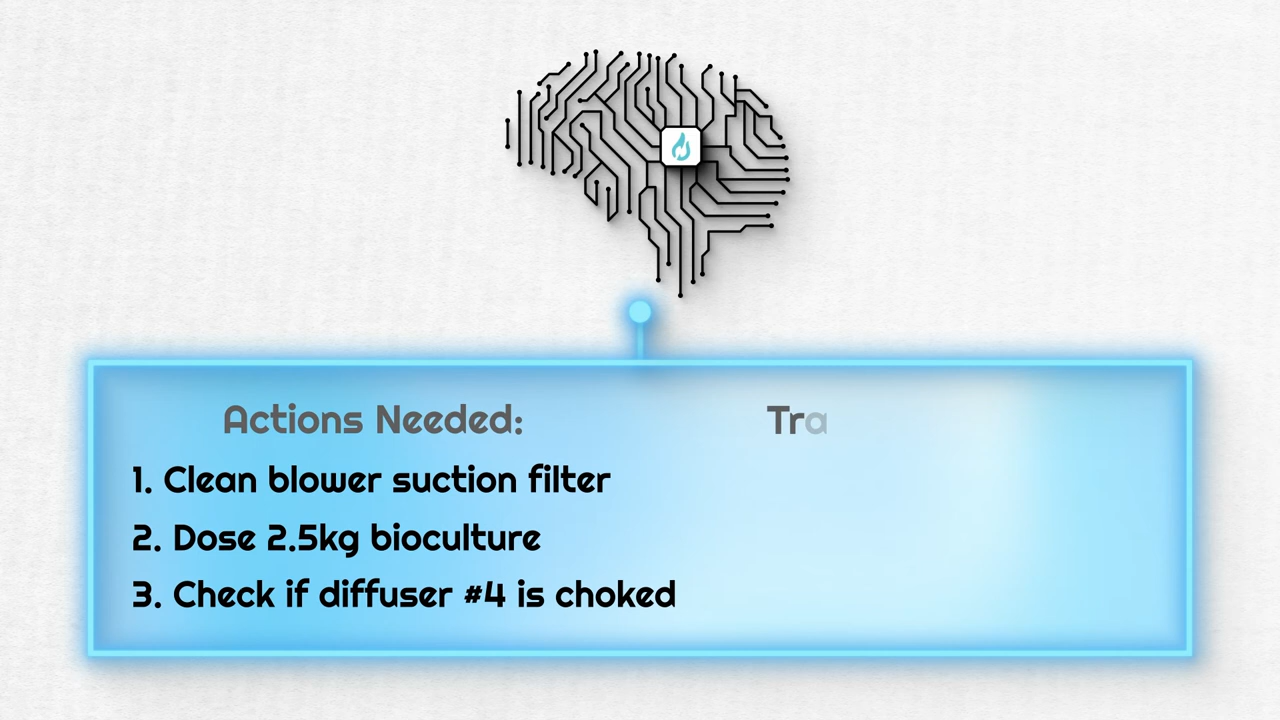 Actions Needed:
Tra
1. Clean blower suction filter
2. Dose 2.5kg bioculture
3. Check if diffuser #4 is choked